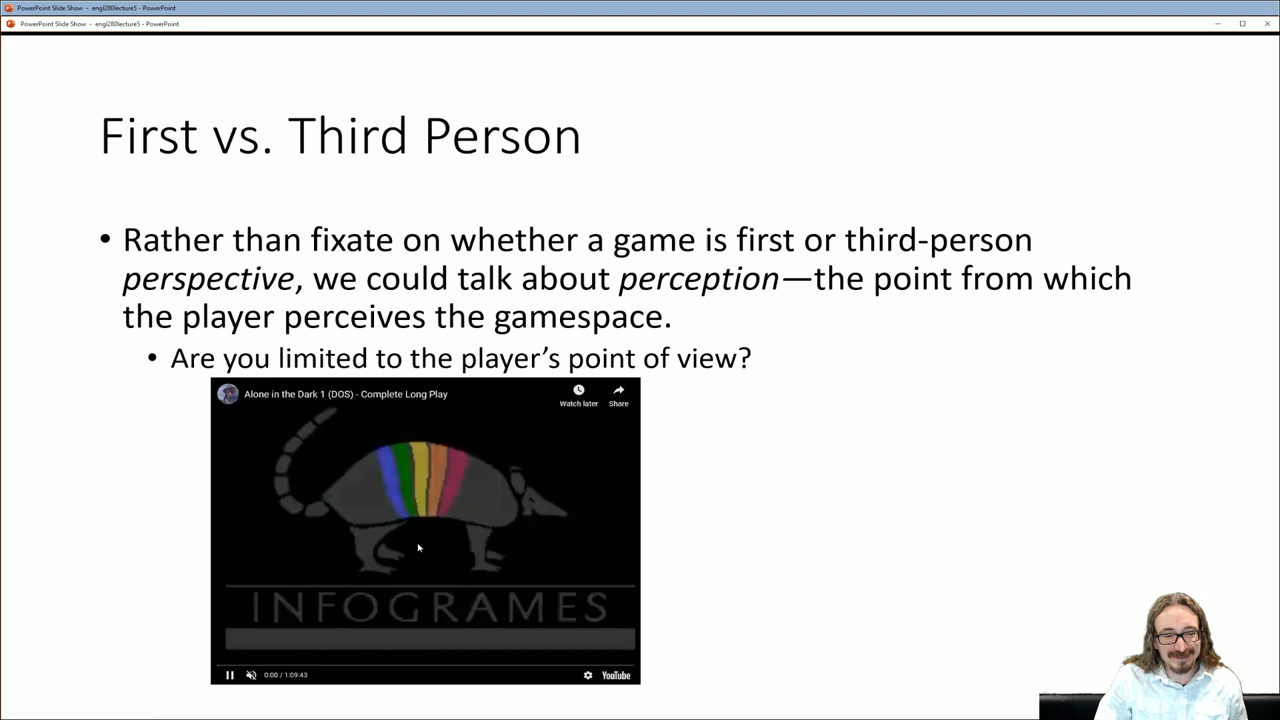 PowerPoint Slide Show - engl280lecture5 - PowerPoint
PowerPoint Slide Show - engl280lecture5 - PowerPoint
First vs. Third Person
• Rather than fixate on whether a game is first or third-person
perspective, we could talk about perception—the point from which
the player perceives the gamespace.
• Are you limited to the player’s point of view?
Alone in the Dark 1 (DOS) - Complete Long Play
Watch later
Share
INFOGRAMES
0:00 / 1:09:43
YouTube